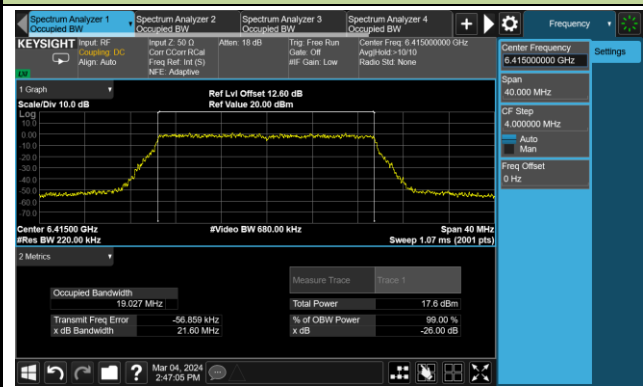 Spectrum Analyzer 1
Occupied BW
Spectrum Analyzer 2
Occupied BW
Spectrum Analyzer 3
Occupied BW
Spectrum Analyzer 4
Occupied BW
+
Frequency
KEYSIGHT
Input: RF
Coupling: DC
Align: Auto
Input Z: 50 Ω
Corr CCorr RCal
Freq Ref: Int (S)
NFE: Adaptive
Atten: 18 dB
Trig: Free Run
Gate: Off
#IF Gain: Low
Center Freq: 6.415000000 GHz
Avg|Hold:>10/10
Radio Std: None
Center Frequency
6.415000000 GHz
Settings
Span
40.000 MHz
CF Step
4.000000 MHz
Auto
Man
Freq Offset
0 Hz
1 Graph
Scale/Div 10.0 dB
Ref Lvl Offset 12.60 dB
Ref Value 20.00 dBm
Log
10.0
0.00
-10.0
-20.0
-30.0
-40.0
-50.0
-60.0
-70.0
Center 6.41500 GHz
#Res BW 220.00 kHz
#Video BW 680.00 kHz
Span 40 MHz
Sweep 1.07 ms (2001 pts)
2 Metrics
Measure Trace
Trace 1
Occupied Bandwidth
19.027 MHz
Total Power
17.6 dBm
Transmit Freq Error
-56.859 kHz
% of OBW Power
99.00 %
x dB Bandwidth
21.60 MHz
x dB
-26.00 dB
?
Mar 04, 2024
2:47:05 PM